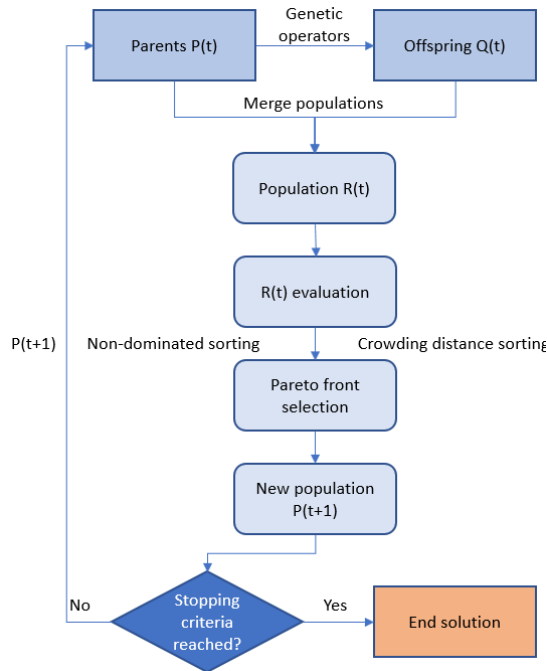 Parents P(t)
Genetic
operators
Offspring Q(t)
Merge populations
Population R(t)
R(t) evaluation
P(t+1)
Non-dominated sorting
Crowding distance sorting
Pareto front
selection
New population
P(t+1)
No
Stopping
criteria
reached?
Yes
End solution